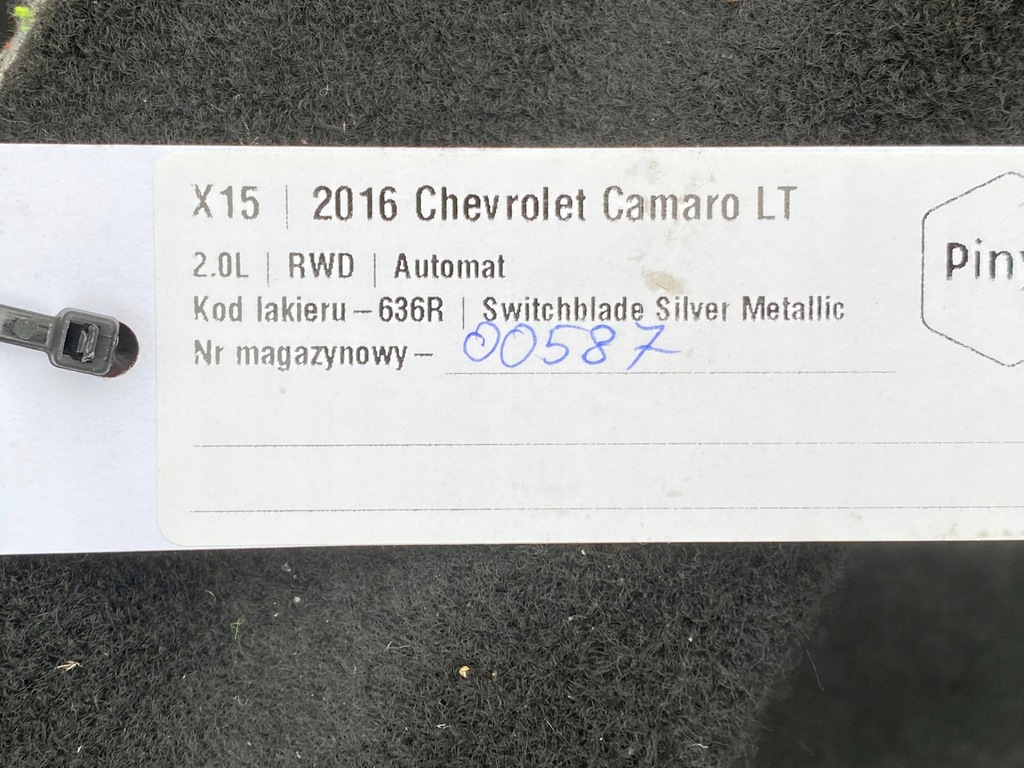 X15 | 2016 Chevrolet Camaro LT
2.0L | RWD | Automat
Kod lakieru – 636R | Switchblade Silver Metallic
Nr magazynowy – 00587